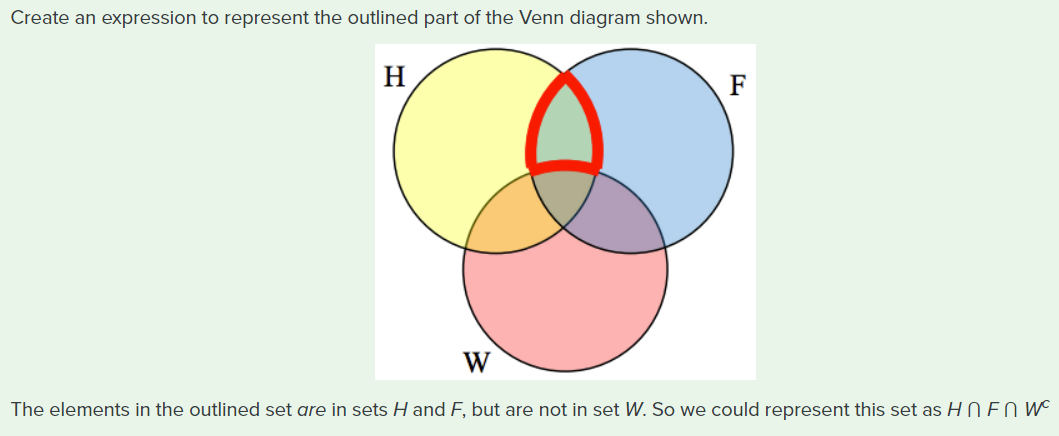 Create an expression to represent the outlined part of the Venn diagram shown.
H
F
W
The elements in the outlined set are in sets H and F, but are not in set W. So we could represent this set as H ⋂ F ⋂ Wᶜ